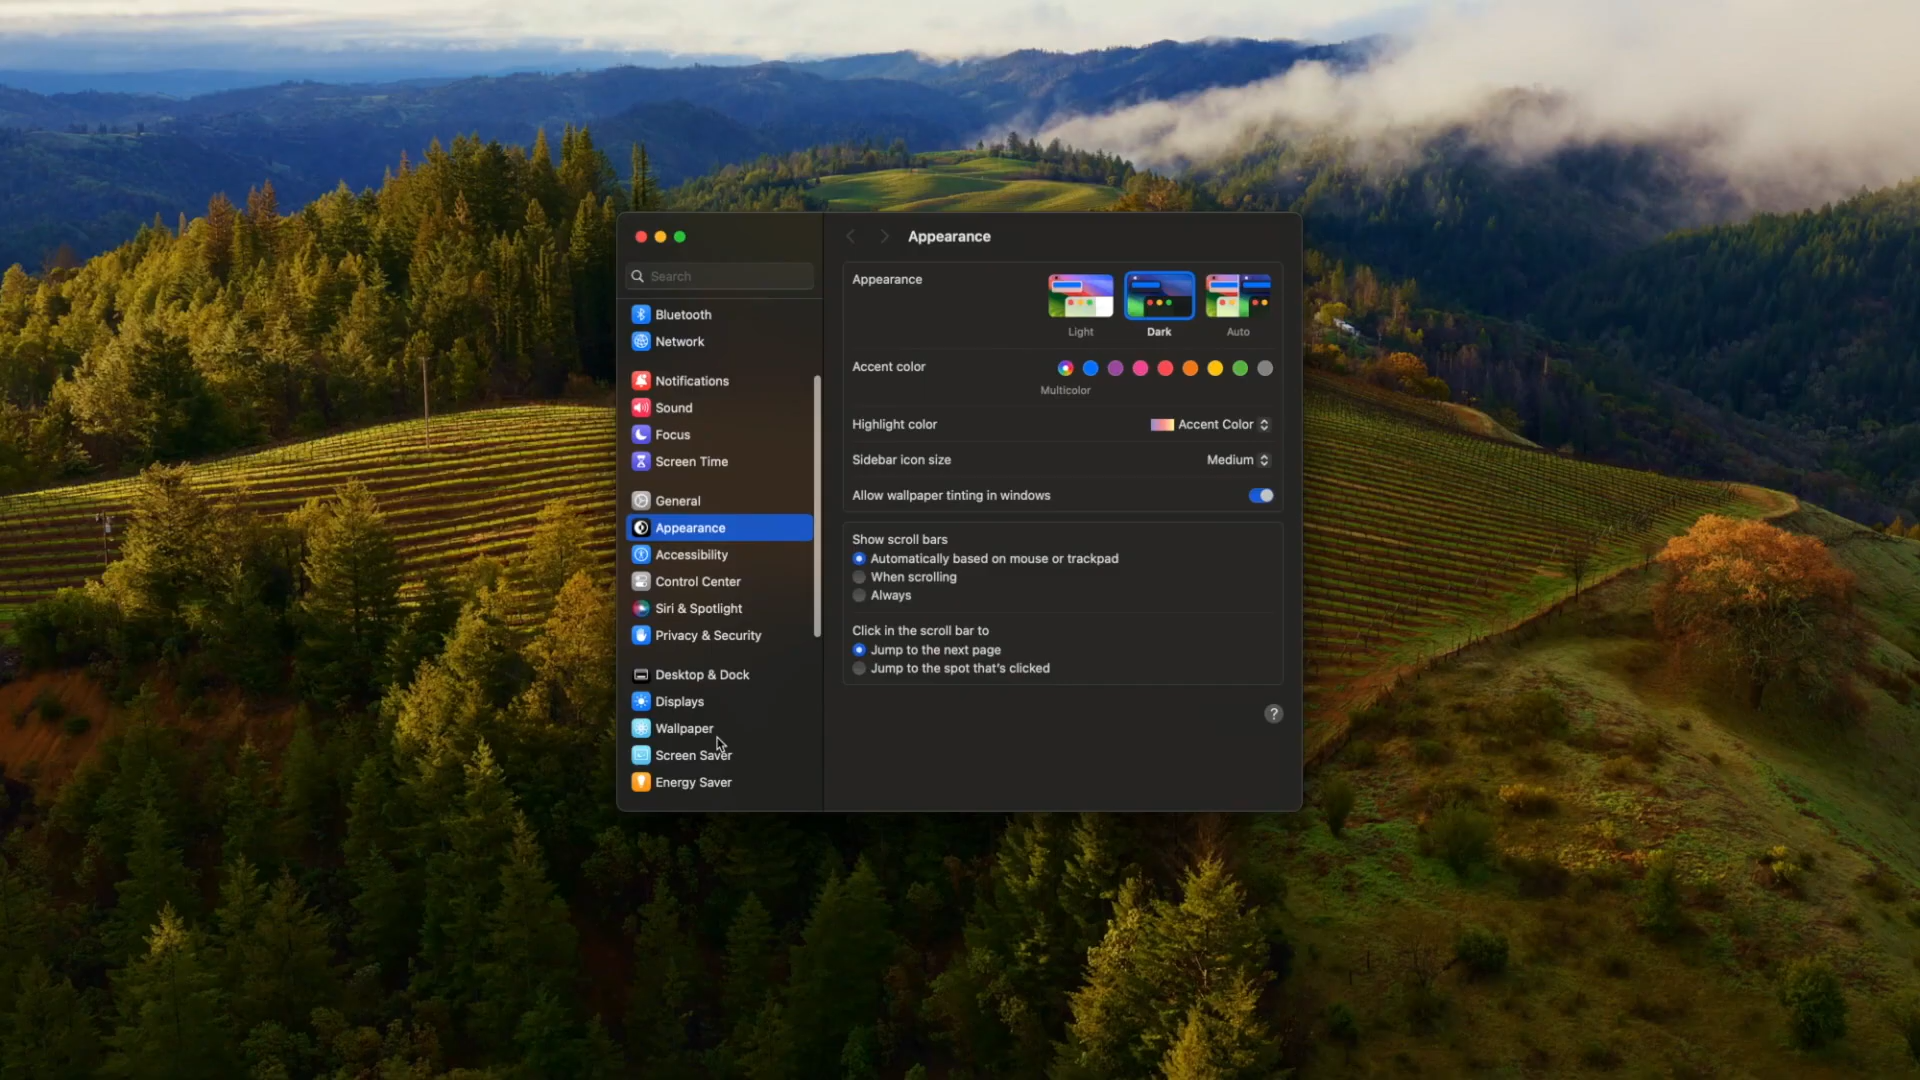 Appearance
Search
Bluetooth
Network
Notifications
Sound
Focus
Screen Time
General
Appearance
Accessibility
Control Center
Siri & Spotlight
Privacy & Security
Desktop & Dock
Displays
Wallpaper
Screen Saver
Energy Saver
Appearance
Light
Dark
Auto
Accent color
Multicolor
Highlight color
Accent Color
Sidebar icon size
Medium
Allow wallpaper tinting in windows
Show scroll bars
Automatically based on mouse or trackpad
When scrolling
Always
Click in the scroll bar to
Jump to the next page
Jump to the spot that's clicked
?